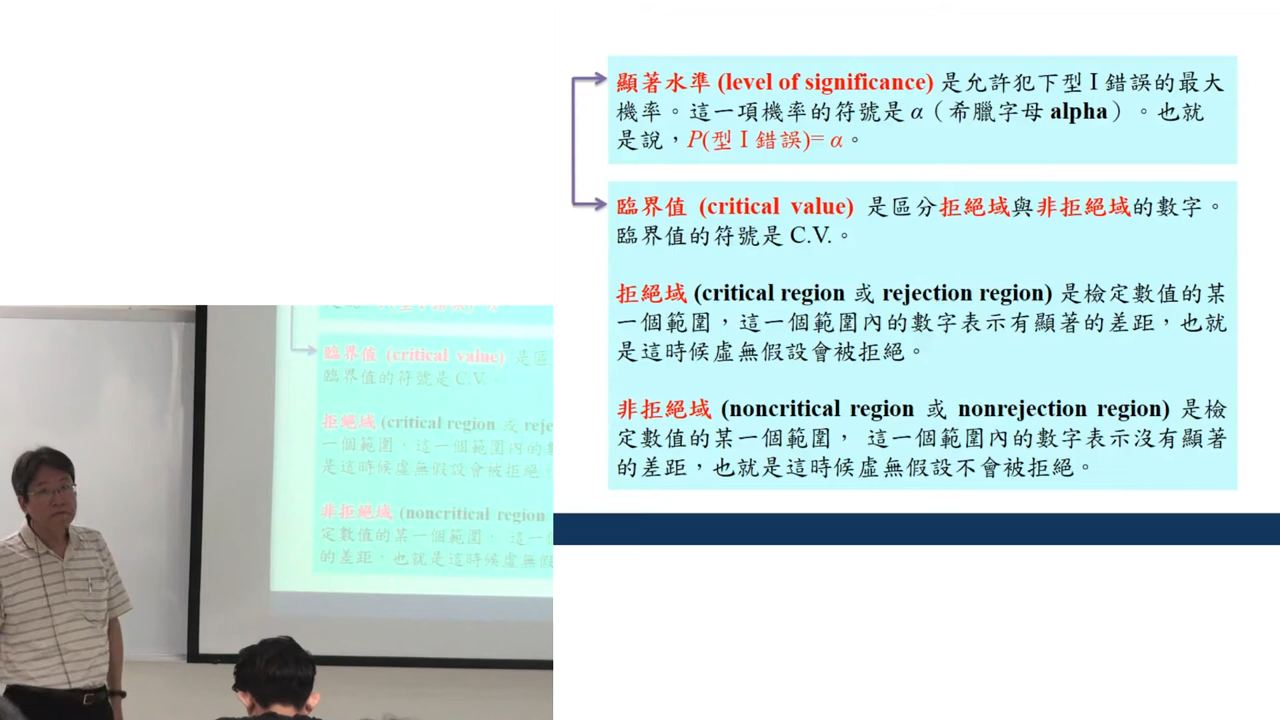 顯著水準 (level of significance) 是允許犯下型 I 錯誤的最大
機率。這一項機率的符號是 α（希臘字母 alpha）。也就
是說，P(型 I 錯誤)= α。
臨界值 (critical value) 是區分拒絕域與非拒絕域的數字。
臨界值的符號是 C.V.。
拒絕域 (critical region 或 rejection region) 是檢定數值的某
一個範圍，這一個範圍內的數字表示有顯著的差距，也就
是這時候虛無假設會被拒絕。
非拒絕域 (noncritical region 或 nonrejection region) 是檢
定數值的某一個範圍， 這一個範圍內的數字表示沒有顯著
的差距，也就是這時候虛無假設不會被拒絕。
臨界值 (critical value) 是區
臨界值的符號是 C.V.。
拒絕域 (critical region 或 reje
一個範圍，這一個範圍內的數
是這時候虛無假設會被拒絕。
非拒絕域 (noncritical region
定數值的某一個範圍， 這一
的差距，也就是這時候虛無假